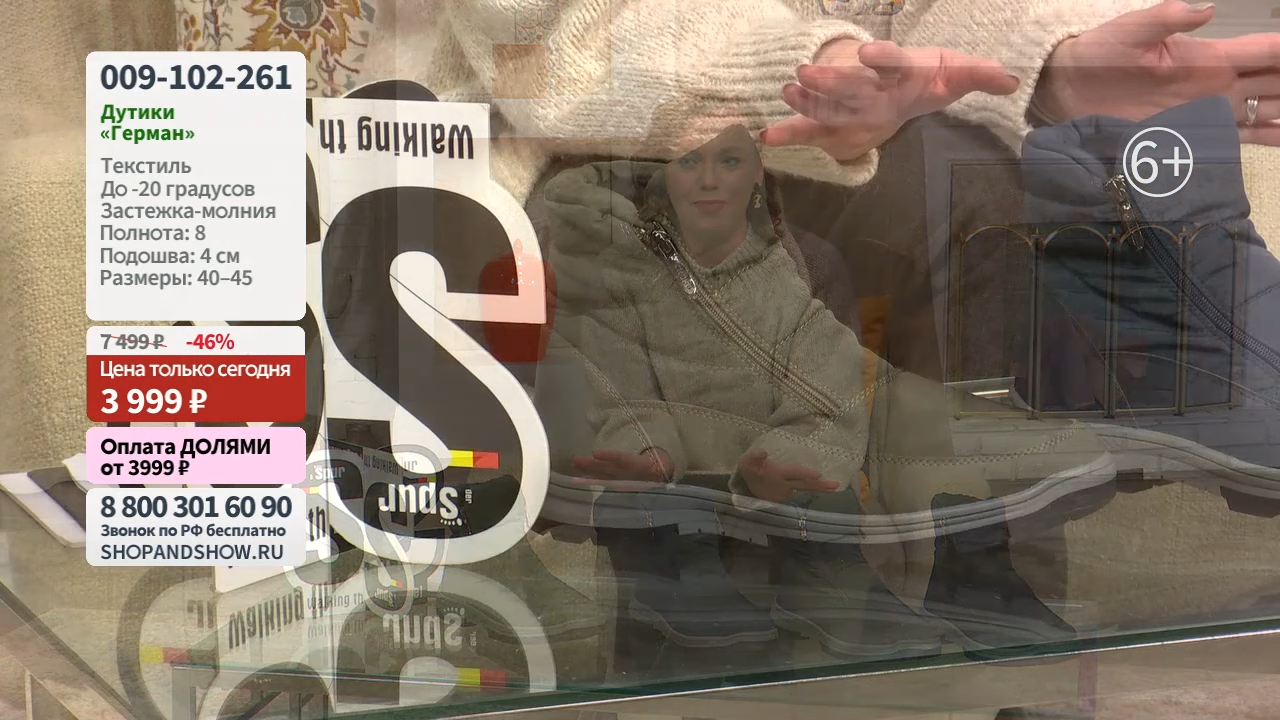 009-102-261
Дутики
«Герман»
Текстиль
До -20 градусов
Застежка-молния
Полнота: 8
Подошва: 4 см
Размеры: 40–45
7 499 ₽ -46%
Цена только сегодня
3 999 ₽
Оплата ДОЛЯМИ
от 3999 ₽
8 800 301 60 90
Звонок по РФ бесплатно
SHOPANDSHOW.RU
6+
walking th
der
.Spur